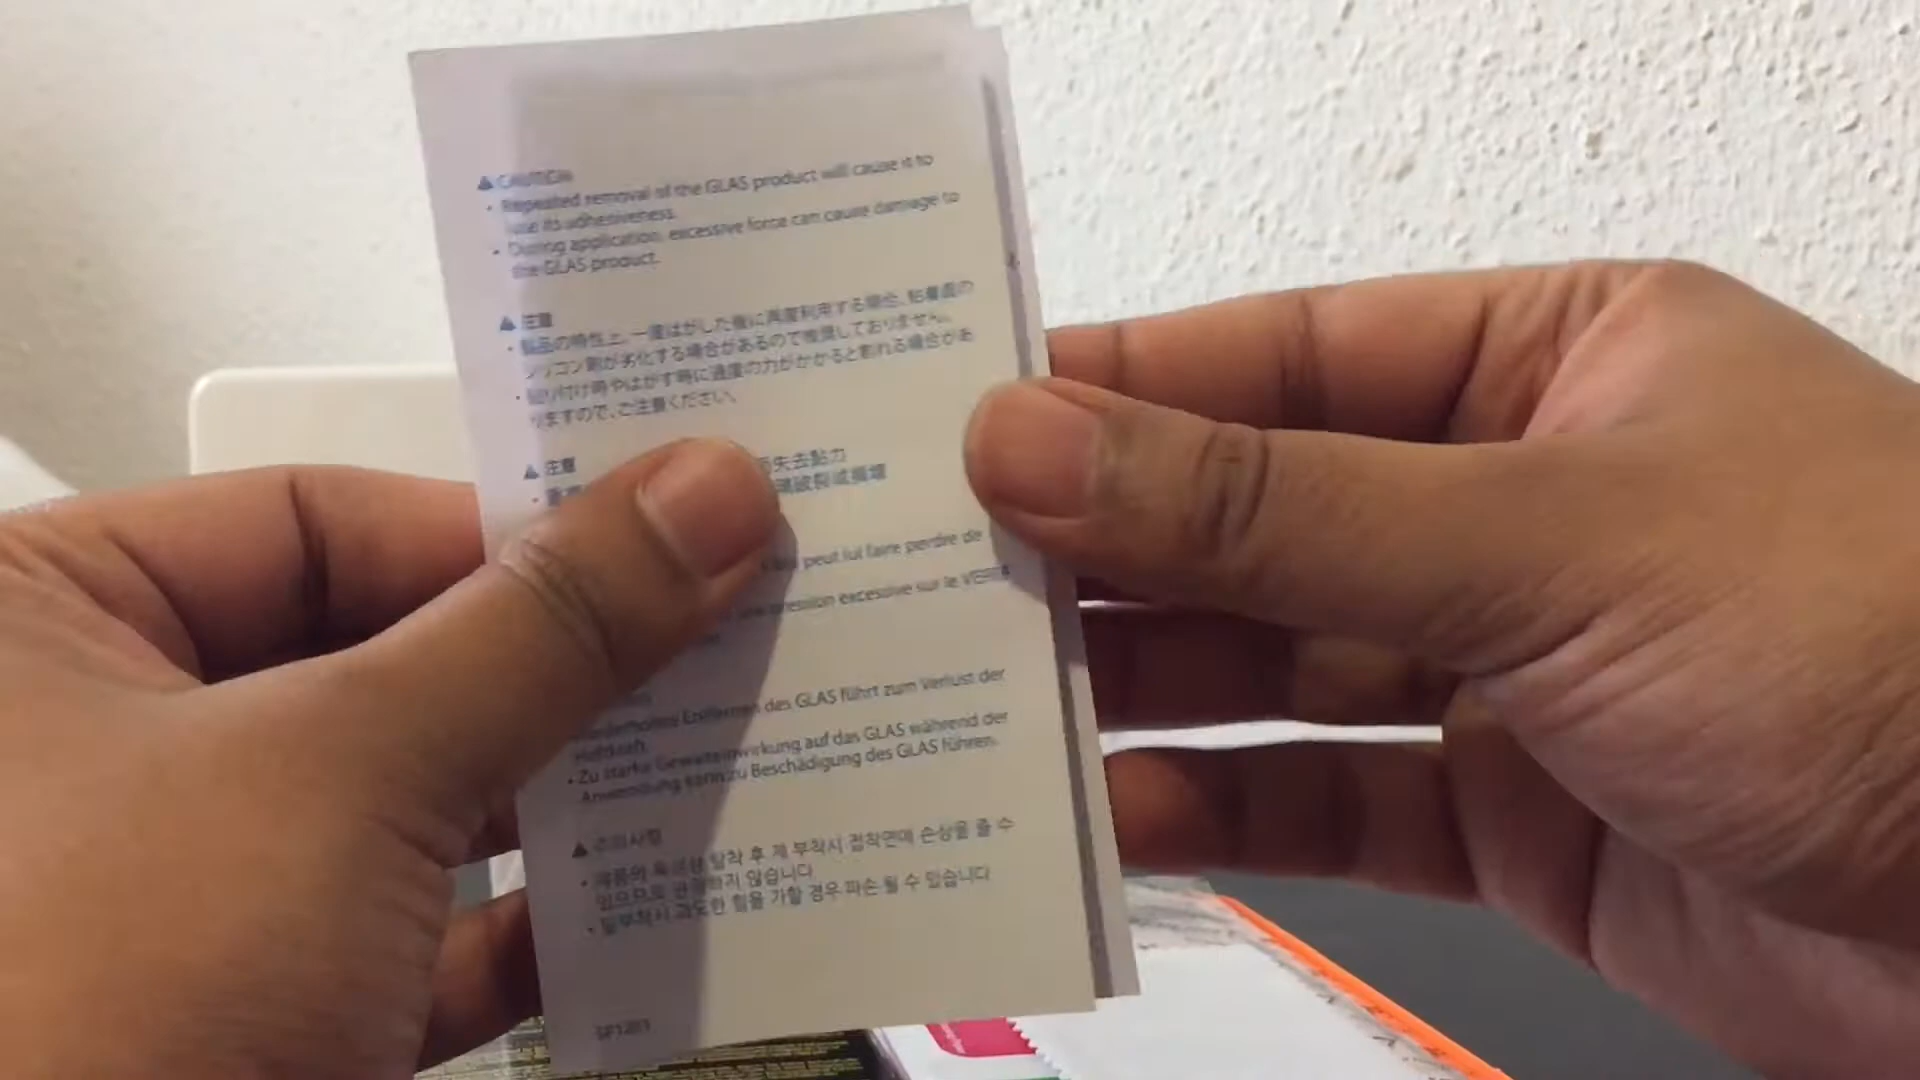 CAUTION
• Repeated removal of the GLAS product will cause it to
lose its adhesiveness.
• During application, excessive force can cause damage to
the GLAS product.
注意
• 製品の特性上、一度はがした後に再度利用する場合、粘着面の
シリコン剤が劣化する場合があるので推奨しておりません。
• 貼り付け時やはがす時に過度の力がかかると割れる場合があ
りますので、ご注意ください。
注意
• 重 失去黏力
破裂或損壞
peut lui faire perdre de
pression excessive sur le VERRE
Entfernen des GLAS führt zum Verlust der
Haftkraft.
• Zu starke Gewalteinwirkung auf das GLAS während der
Anwendung kann zu Beschädigung des GLAS führen.
주의사항
• 제품의 특성상 탈착 후 재 부착시 접착면에 손상을 줄 수
있으므로 권장하지 않습니다
• 탈부착시 과도한 힘을 가할 경우 파손 될 수 있습니다